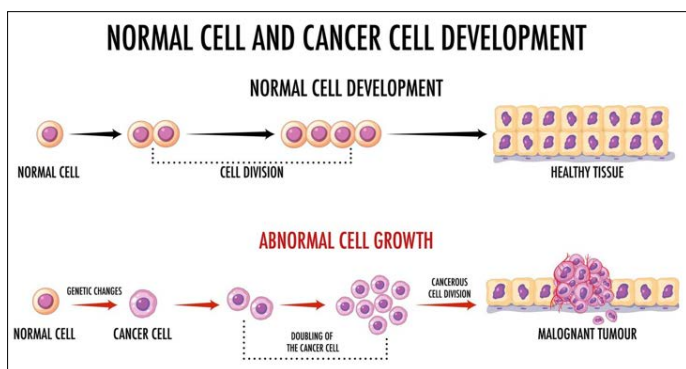 NORMAL CELL AND CANCER CELL DEVELOPMENT
NORMAL CELL DEVELOPMENT
NORMAL CELL
CELL DIVISION
HEALTHY TISSUE
ABNORMAL CELL GROWTH
GENETIC CHANGES
CANCEROUS
CELL DIVISION
NORMAL CELL
CANCER CELL
DOUBLING OF
THE CANCER CELL
MALOGNANT TUMOUR